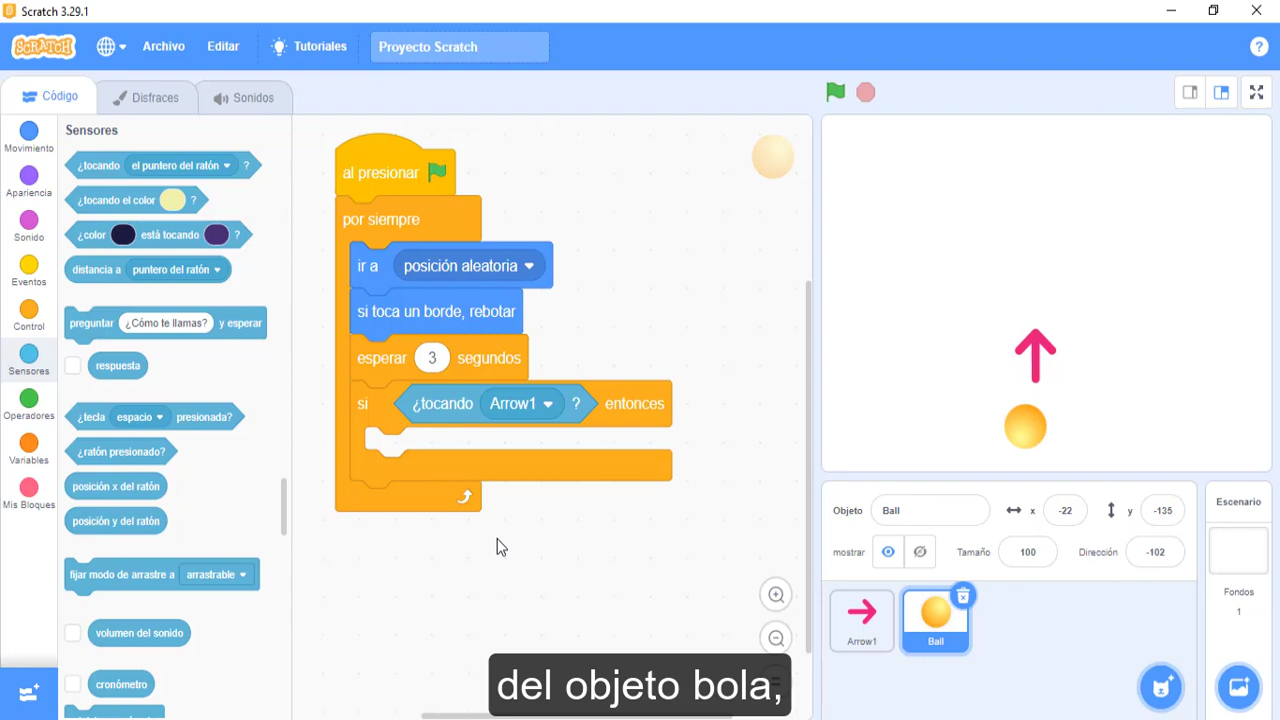 Scratch 3.29.1
SCRATCH
Archivo
Editar
Tutoriales
Proyecto Scratch
?
Código
Disfraces
Sonidos
Movimiento
Apariencia
Sonido
Eventos
Control
Sensores
Operadores
Variables
Mis Bloques
Sensores
¿tocando el puntero del ratón ?
¿tocando el color ?
¿color está tocando ?
distancia a puntero del ratón
preguntar ¿Cómo te llamas? y esperar
respuesta
¿tecla espacio presionada?
¿ratón presionado?
posición x del ratón
posición y del ratón
fijar modo de arrastre a arrastrable
volumen del sonido
cronómetro
al presionar
por siempre
ir a posición aleatoria
si toca un borde, rebotar
esperar 3 segundos
si ¿tocando Arrow1 ? entonces
Objeto Ball x -22 y -135
mostrar Tamaño 100 Dirección -102
Arrow1
Ball
Escenario
Fondos
1
del objeto bola,